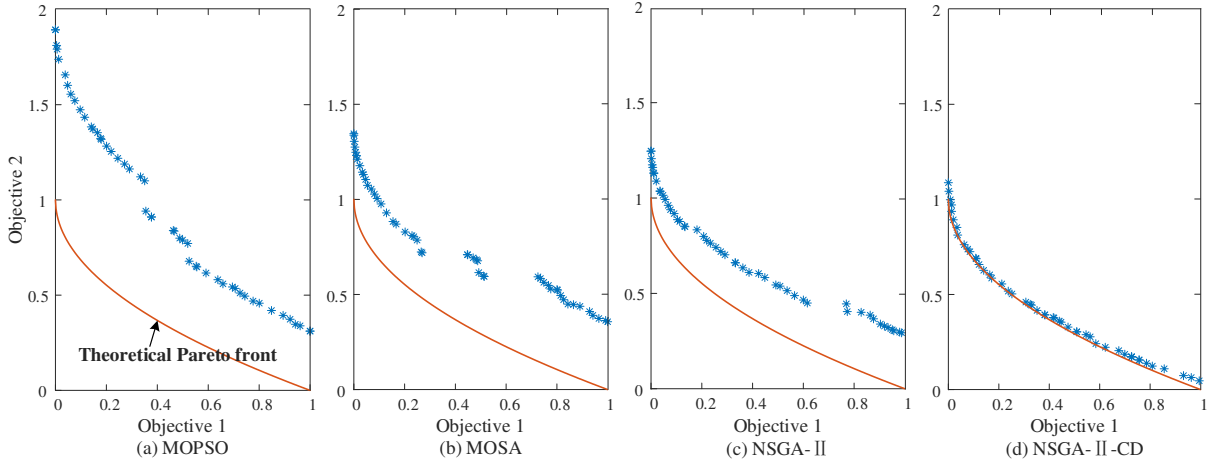 2
1.5
1
0.5
0
Objective 2
Theoretical Pareto front
0 0.2 0.4 0.6 0.8 1
Objective 1
(a) MOPSO
2
1.5
1
0.5
0
0 0.2 0.4 0.6 0.8 1
Objective 1
(b) MOSA
2
1.5
1
0.5
0
0 0.2 0.4 0.6 0.8 1
Objective 1
(c) NSGA-Ⅱ
2
1.5
1
0.5
0
0 0.2 0.4 0.6 0.8 1
Objective 1
(d) NSGA-Ⅱ-CD